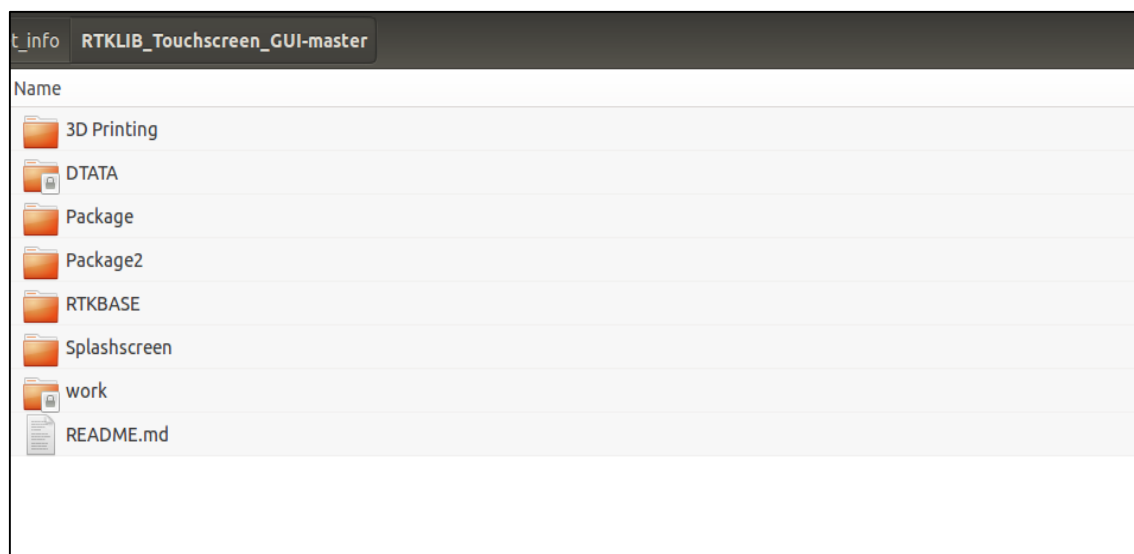 t_info RTKLIB_Touchscreen_GUI-master
Name
3D Printing
DTATA
Package
Package2
RTKBASE
Splashscreen
work
README.md